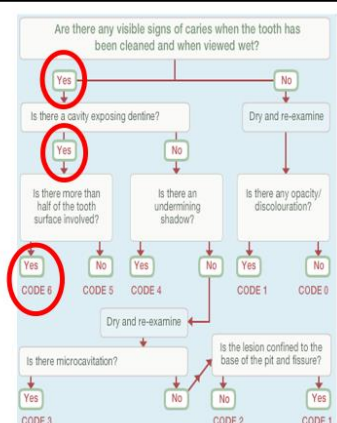 Are there any visible signs of caries when the tooth has
been cleaned and when viewed wet?
Yes
No
Is there a cavity exposing dentine?
Dry and re-examine
Yes
No
Is there more than
half of the tooth
surface involved?
Is there an
undermining
shadow?
Is there any opacity/
discolouration?
Yes
No
Yes
No
Yes
No
CODE 6
CODE 5
CODE 4
CODE 1
CODE 0
Dry and re-examine
Is there microcavitation?
Is the lesion confined to the
base of the pit and fissure?
Yes
No
No
Yes
CODE 3
CODE 2
CODE 1